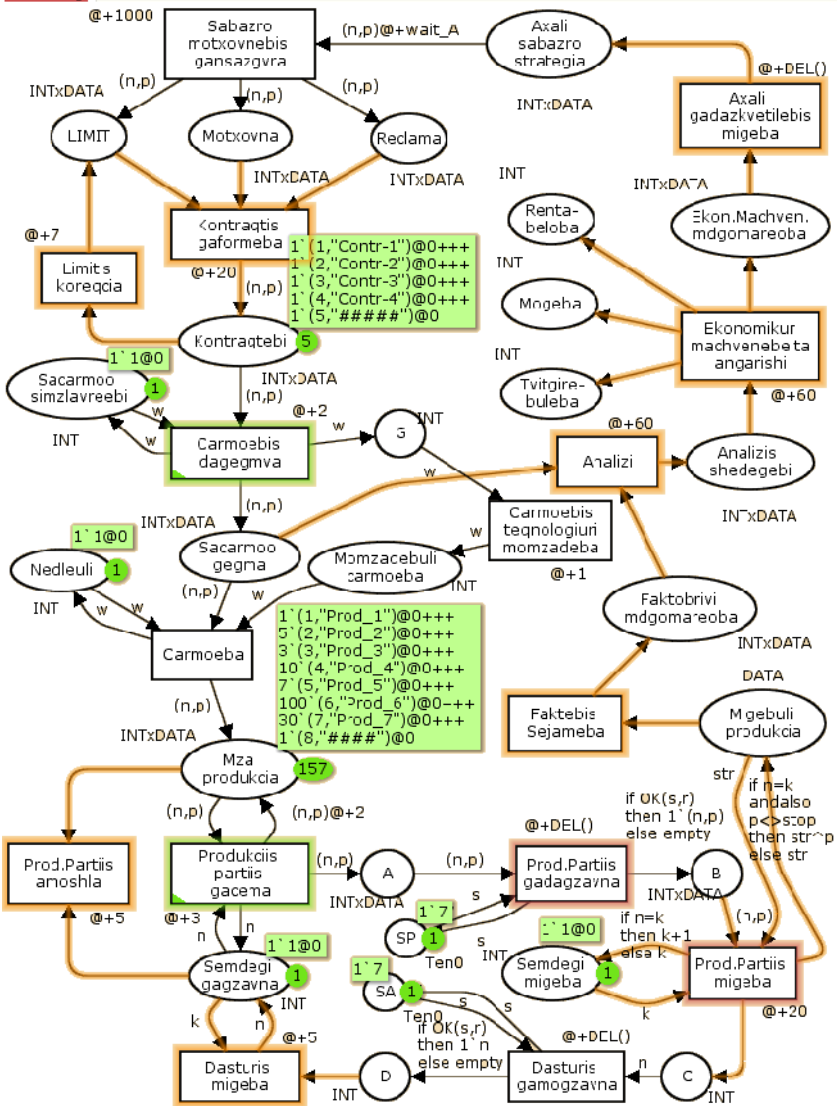 @+1000
Sabazro
motxovnebis
gansazgvra
(n,p)@+wait_A
Axali
sabazro
strategia
@+DEL()
INTxDATA
(n,p)
(n,p)
(n,p)
INTxDATA
Axali
gadazkvetilebis
migeba
LIMIT
Motxovna
Reclama
INTxDATA
INTxDATA
INT
INTxDATA
@+7
Kontraqtis
gaformeba
Renta-
beloba
Ekon.Machven.
mdgomareoba
Limitis
koreqcia
@+20
(n,p)
1`(1,"Contr-1")@0+++
1`(2,"Contr-2")@0+++
1`(3,"Contr-3")@0+++
1`(4,"Contr-4")@0+++
1`(5,"#####")@0
INT
Mogeba
Kontraqtebi
5
Ekonomikur
machvenebeta
angarishi
1`1@0
INTxDATA
INT
Sacarmoo
simzlavreebi
1
(n,p)
Tvitgire-
buleba
@+60
@+2
INT
w
w
INT
Carmoebis
dagegmva
w
G
@+60
Analizi
Analizis
shedegebi
w
(n,p)
INTxDATA
INTxDATA
1`1@0
Sacarmoo
gegma
Carmoebis
teqnologiuri
momzadeba
w
@+1
Nedleuli
1
Momzacebuli
carmoeba
INT
INT
w
w
(n,p)
w
Carmoeba
Faktobrivi
mdgomareoba
INTxDATA
1`(1,"Prod_1")@0+++
5`(2,"Prod_2")@0+++
3`(3,"Prod_3")@0+++
10`(4,"Prod_4")@0+++
7`(5,"Prod_5")@0+++
100`(6,"Prod_6")@0+++
30`(7,"Prod_7")@0+++
1`(8,"####")@0
DATA
(n,p)
INTxDATA
Faktebis
Sejameba
Migebuli
produkcia
Mza
produkcia
157
str
if n=k
andalso
p<>stop
then str^p
else str
(n,p)
(n,p)@+2
if OK(s,r)
then 1`(n,p)
else empty
@+DEL()
Prod.Partiis
anoshla
Produkciis
partiis
gacema
(n,p)
A
(n,p)
Prod.Partiis
gadagzavna
B
INTxDATA
INTxDATA
@+5
@+3
n
n
1`7
s
s
SP
1
Ten0
(n,p)
INT
1`1@0
if n=k
then k+1
else k
1`1@0
Semdegi
gagzavna
1
INT
1`7
SA
1
Ten0
s
s
Semdegi
migeba
1
k
Prod.Partiis
migeba
@+20
k
n
@+5
if OK(s,r)
then 1`n
else empty
@+DEL()
Dasturis
migeba
INT
D
Dasturis
gamogzavna
n
C
INT